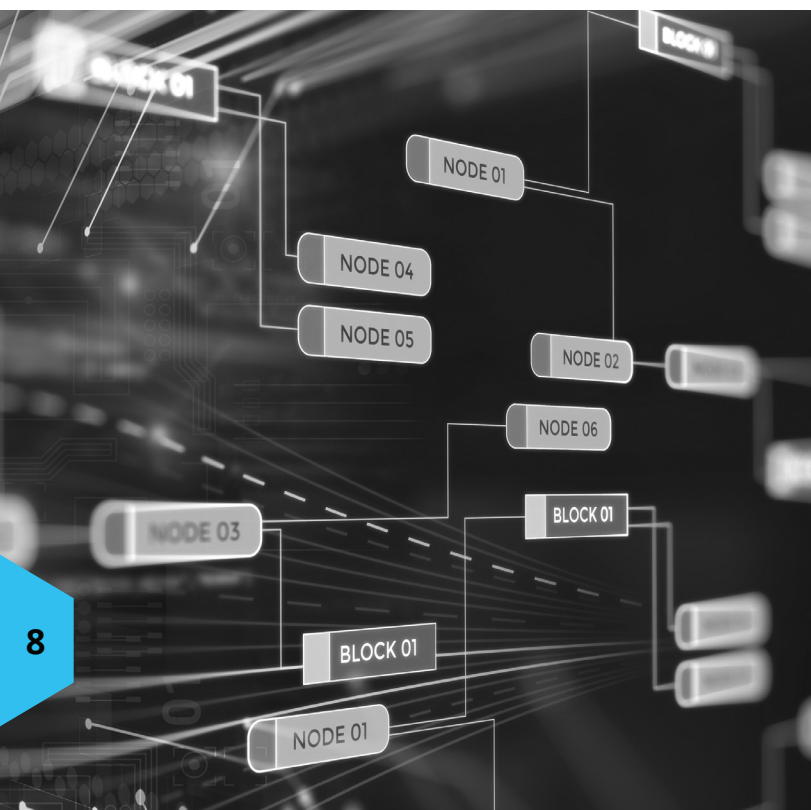 BLOCK 01
NODE 01
NODE 04
NODE 05
NODE 02
NODE 06
BLOCK 01
NODE 03
8
BLOCK 01
NODE 01